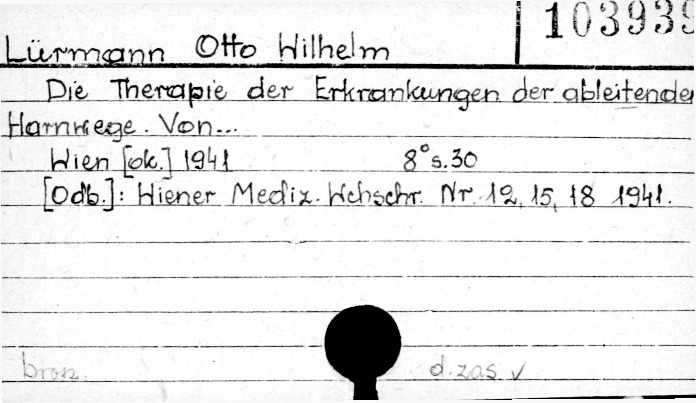 103939
Lürmann Otto Wilhelm
Die Therapie der Erkrankungen der ableitenden
Harnwege. Von...
Wien [ok.] 1941 8° s. 30
[Odb.]: Wiener Mediz. Wchschr. Nr. 12, 15, 18 1941.
brosz. d. zas. √